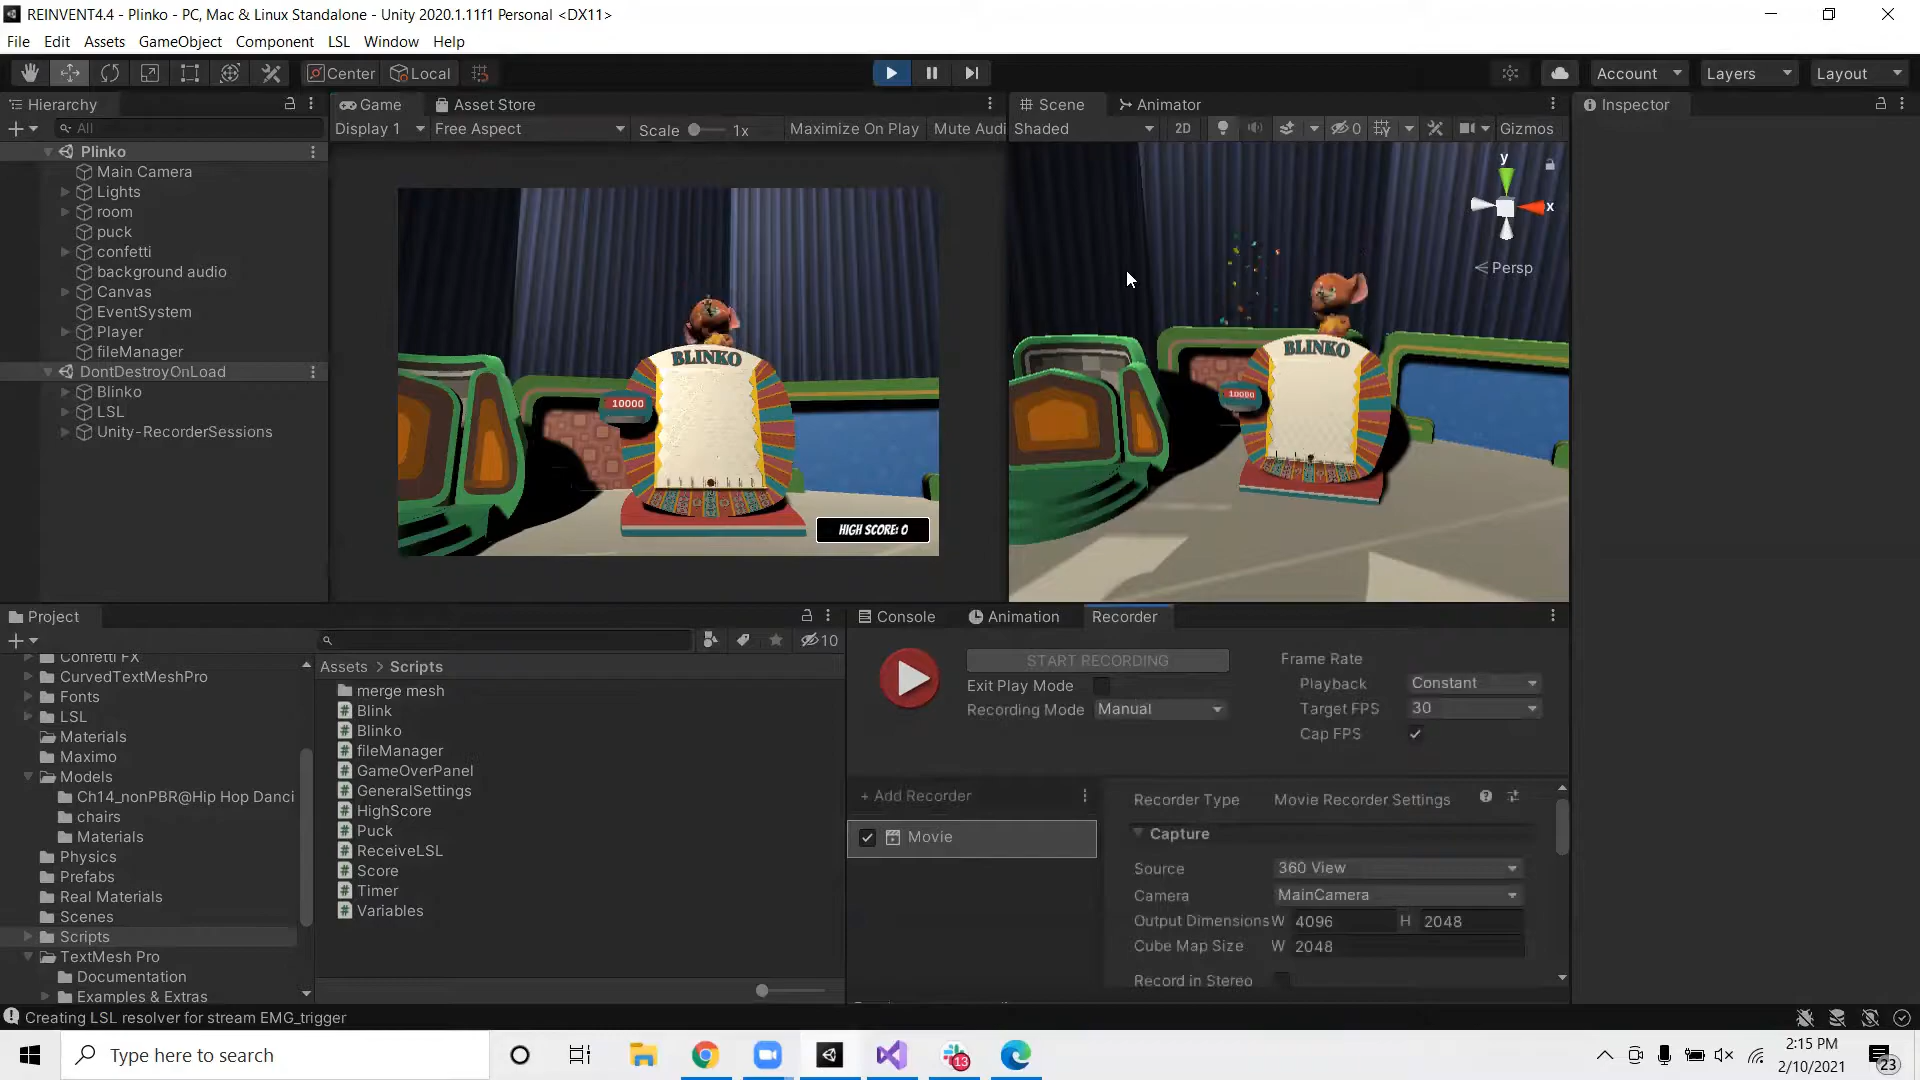 REINVENT4.4 - Plinko - PC, Mac & Linux Standalone - Unity 2020.1.11f1 Personal <DX11>
File Edit Assets GameObject Component LSL Window Help
Center Local Account Layers Layout
Hierarchy
All
Plinko
Main Camera
Lights
room
puck
confetti
background audio
Canvas
EventSystem
Player
fileManager
DontDestroyOnLoad
Blinko
LSL
Unity-RecorderSessions
Game Asset Store
Display 1 Free Aspect Scale 1x Maximize On Play Mute Audi
BLINKO
10000
HIGH SCORE: 0
Scene Animator
Shaded 2D 0 Gizmos
y
x
Persp
BLINKO
10000
Inspector
Project
10
Confetti FX
CurvedTextMeshPro
Fonts
LSL
Materials
Maximo
Models
Ch14_nonPBR@Hip Hop Danci
chairs
Materials
Physics
Prefabs
Real Materials
Scenes
Scripts
TextMesh Pro
Documentation
Examples & Extras
Assets > Scripts
merge mesh
Blink
Blinko
fileManager
GameOverPanel
GeneralSettings
HighScore
Puck
ReceiveLSL
Score
Timer
Variables
Console Animation Recorder
START RECORDING
Exit Play Mode
Recording Mode Manual
Frame Rate
Playback Constant
Target FPS 30
Cap FPS
+ Add Recorder
Movie
Recorder Type Movie Recorder Settings
Capture
Source 360 View
Camera MainCamera
Output Dimensions W 4096 H 2048
Cube Map Size W 2048
Record in Stereo
Creating LSL resolver for stream EMG_trigger
Type here to search
13
2:15 PM
2/10/2021
23